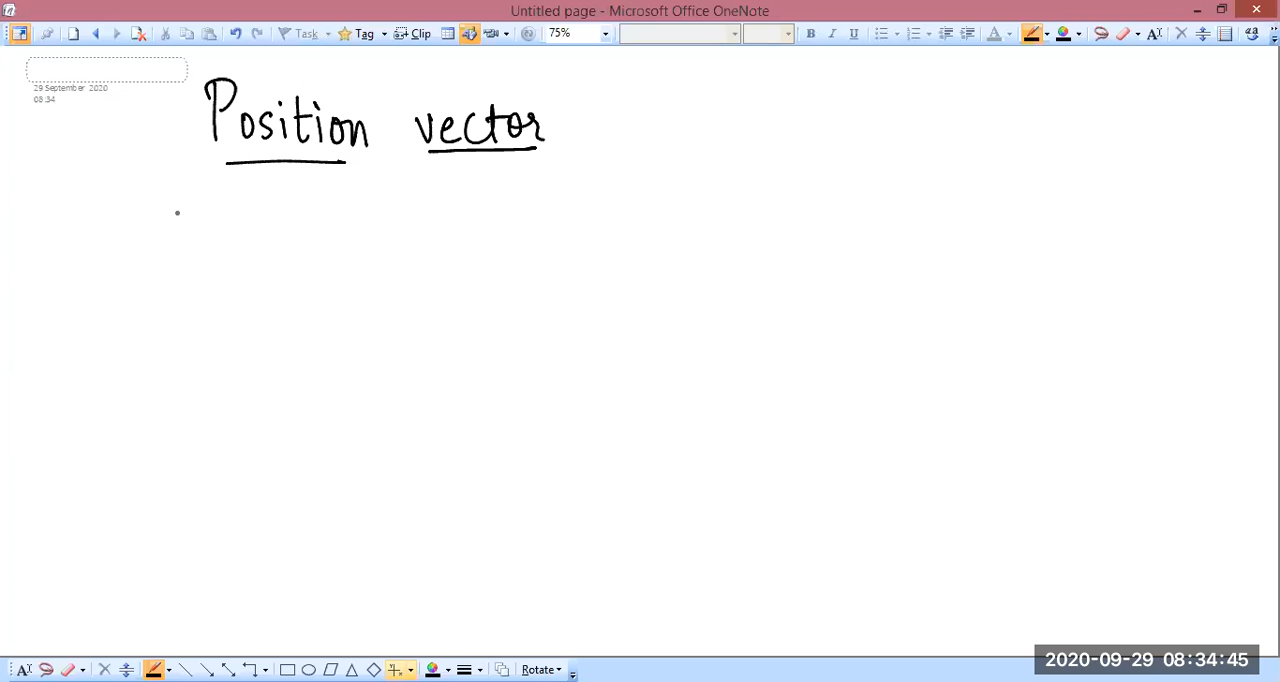 Untitled page - Microsoft Office OneNote
Task Tag Clip 75% B I U A
29 September 2020
08:34
Position vector
Rotate
2020-09-29 08:34:45